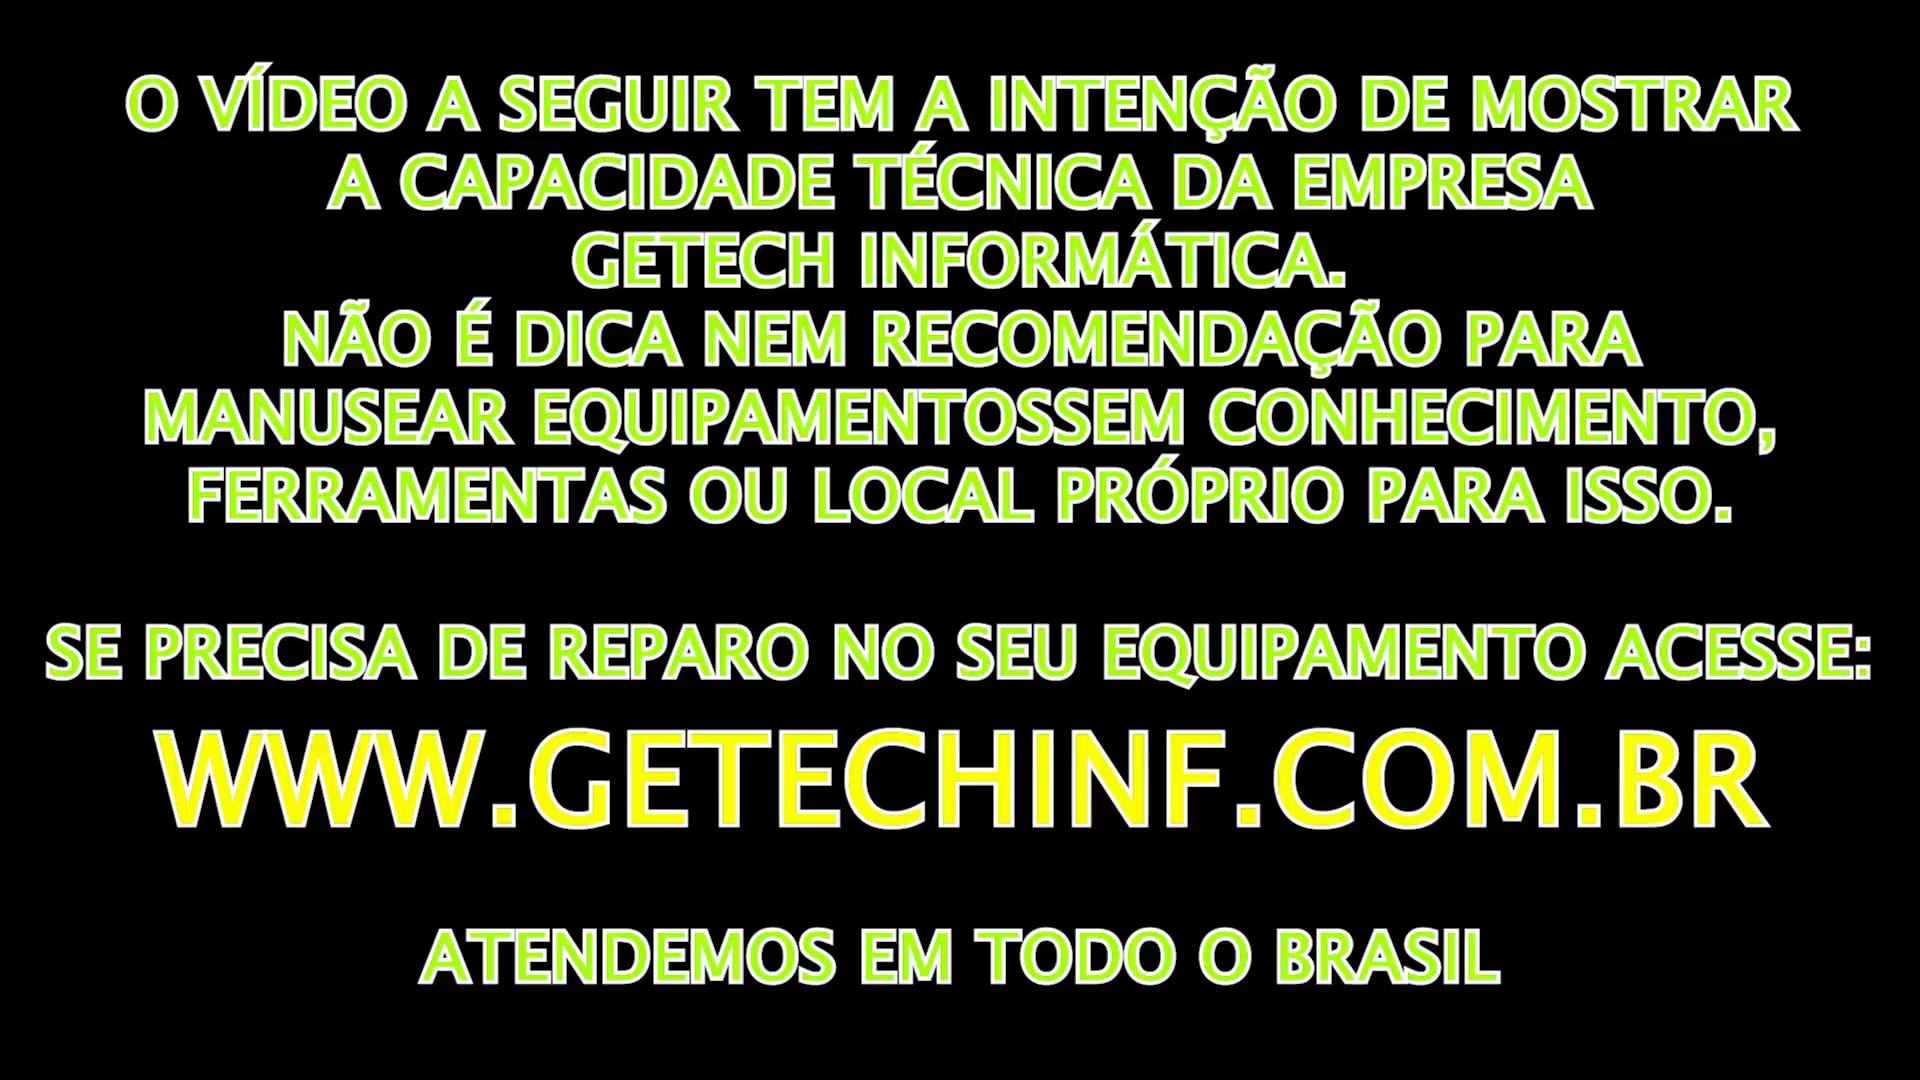 O VÍDEO A SEGUIR TEM A INTENÇÃO DE MOSTRAR
A CAPACIDADE TÉCNICA DA EMPRESA
GETECH INFORMÁTICA.
NÃO É DICA NEM RECOMENDAÇÃO PARA
MANUSEAR EQUIPAMENTOSSEM CONHECIMENTO,
FERRAMENTAS OU LOCAL PRÓPRIO PARA ISSO.
SE PRECISA DE REPARO NO SEU EQUIPAMENTO ACESSE:
WWW.GETECHINF.COM.BR
ATENDEMOS EM TODO O BRASIL